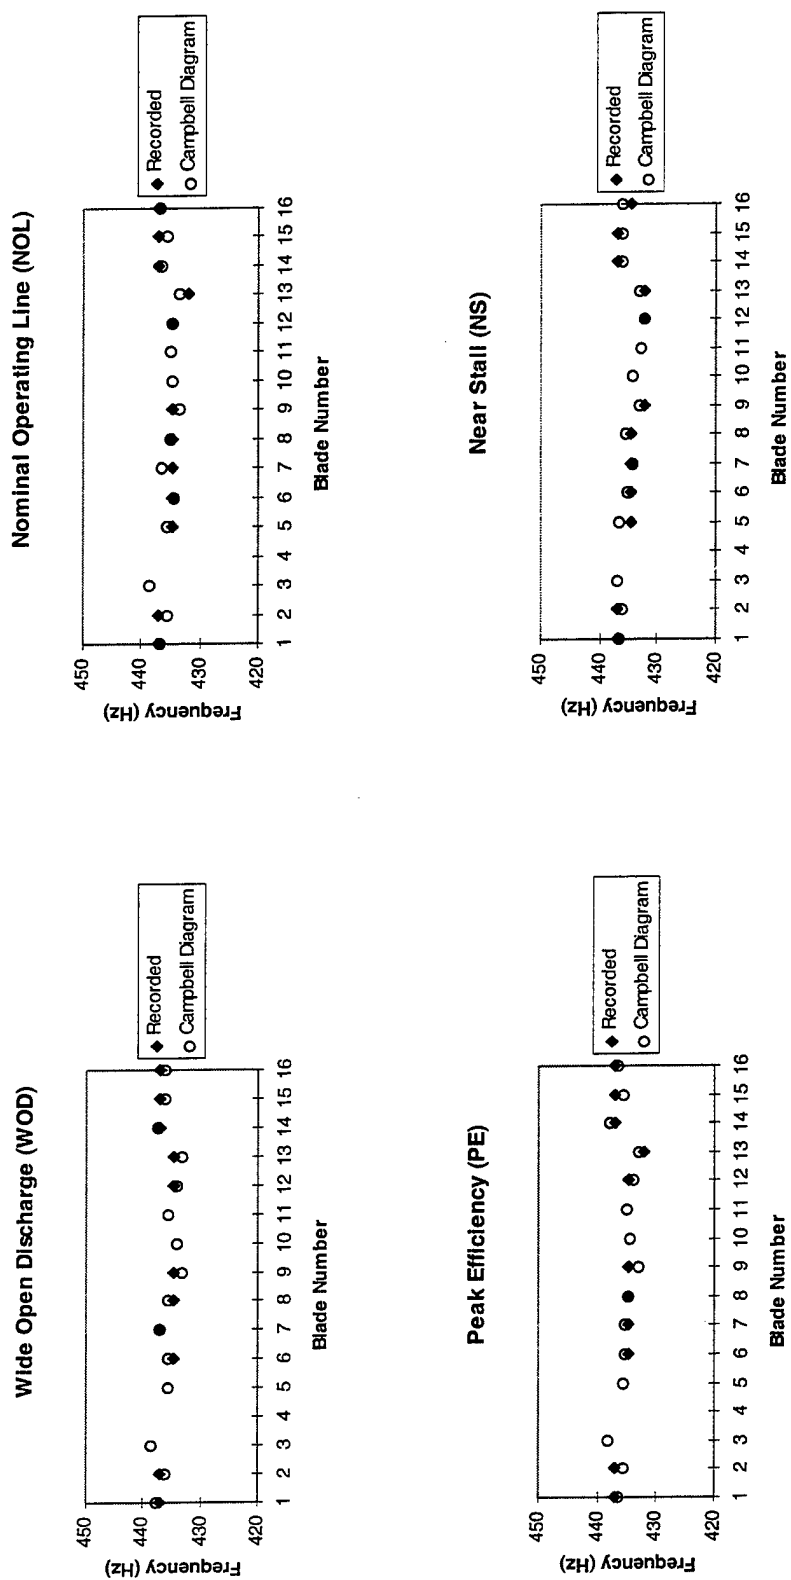 Wide Open Discharge (WOD)
450
440
430
420
Frequency (Hz)
1 2 3 4 5 6 7 8 9 10 11 12 13 14 15 16
Blade Number
Recorded
Campbell Diagram
Nominal Operating Line (NOL)
450
440
430
420
Frequency (Hz)
1 2 3 4 5 6 7 8 9 10 11 12 13 14 15 16
Blade Number
Recorded
Campbell Diagram
Peak Efficiency (PE)
450
440
430
420
Frequency (Hz)
1 2 3 4 5 6 7 8 9 10 11 12 13 14 15 16
Blade Number
Recorded
Campbell Diagram
Near Stall (NS)
450
440
430
420
Frequency (Hz)
1 2 3 4 5 6 7 8 9 10 11 12 13 14 15 16
Blade Number
Recorded
Campbell Diagram